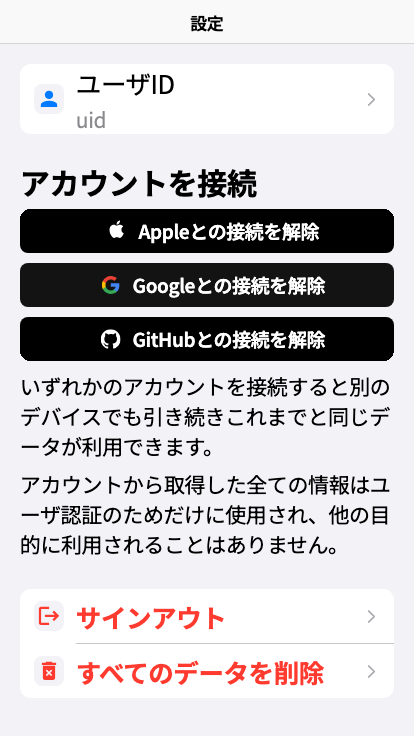 設定
ユーザID
uid
アカウントを接続
Appleとの接続を解除
Googleとの接続を解除
GitHubとの接続を解除
いずれかのアカウントを接続すると別の
デバイスでも引き続きこれまでと同じデ
ータが利用できます。
アカウントから取得した全ての情報はユ
ーザ認証のためだけに使用され、他の目
的に利用されることはありません。
サインアウト
すべてのデータを削除